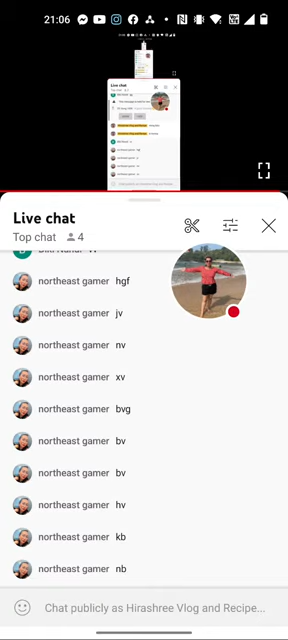 21:06
Live chat
Top chat 4
northeast gamer hgf
northeast gamer jv
northeast gamer nv
northeast gamer xv
northeast gamer bvg
northeast gamer bv
northeast gamer bv
northeast gamer hv
northeast gamer kb
northeast gamer nb
Chat publicly as Hirashree Vlog and Recipe...